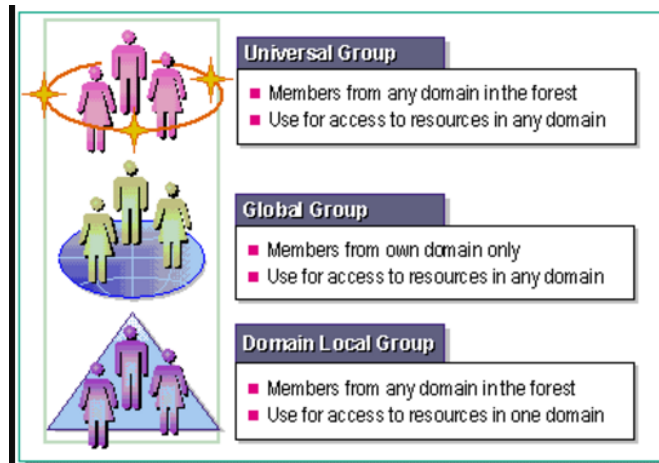 Universal Group
Members from any domain in the forest
Use for access to resources in any domain
Global Group
Members from own domain only
Use for access to resources in any domain
Domain Local Group
Members from any domain in the forest
Use for access to resources in one domain